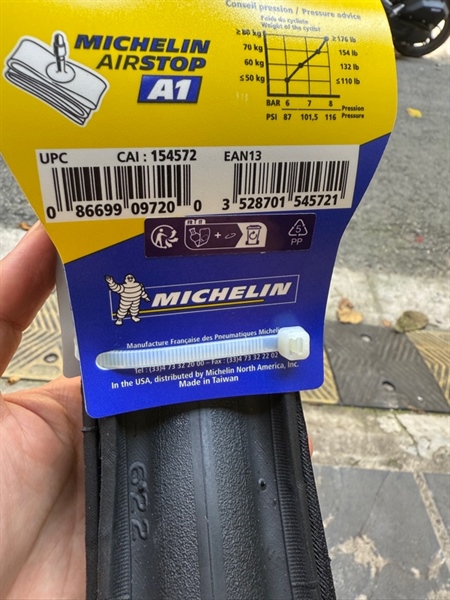 Conseil pression / Pressure advice
Poids du cycliste
Weight of the cyclist
MICHELIN
AIRSTOP
A1
≥80 kg
70 kg
60 kg
≤50 kg
≥176 lb
154 lb
132 lb
≤110 lb
BAR 6 7 8 Pression
PSI 87 101,5 116 Pressure
UPC CAI : 154572 EAN13
0 86699 09720 0
3 528701 545721
FR
5
PP
MICHELIN
Manufacture Française des Pneumatiques Michelin
Tel : (33)4 73 32 20 00 – Fax : (33)4 73 32 22 02
In the USA, distributed by Michelin North America, Inc.
Made in Taiwan
622